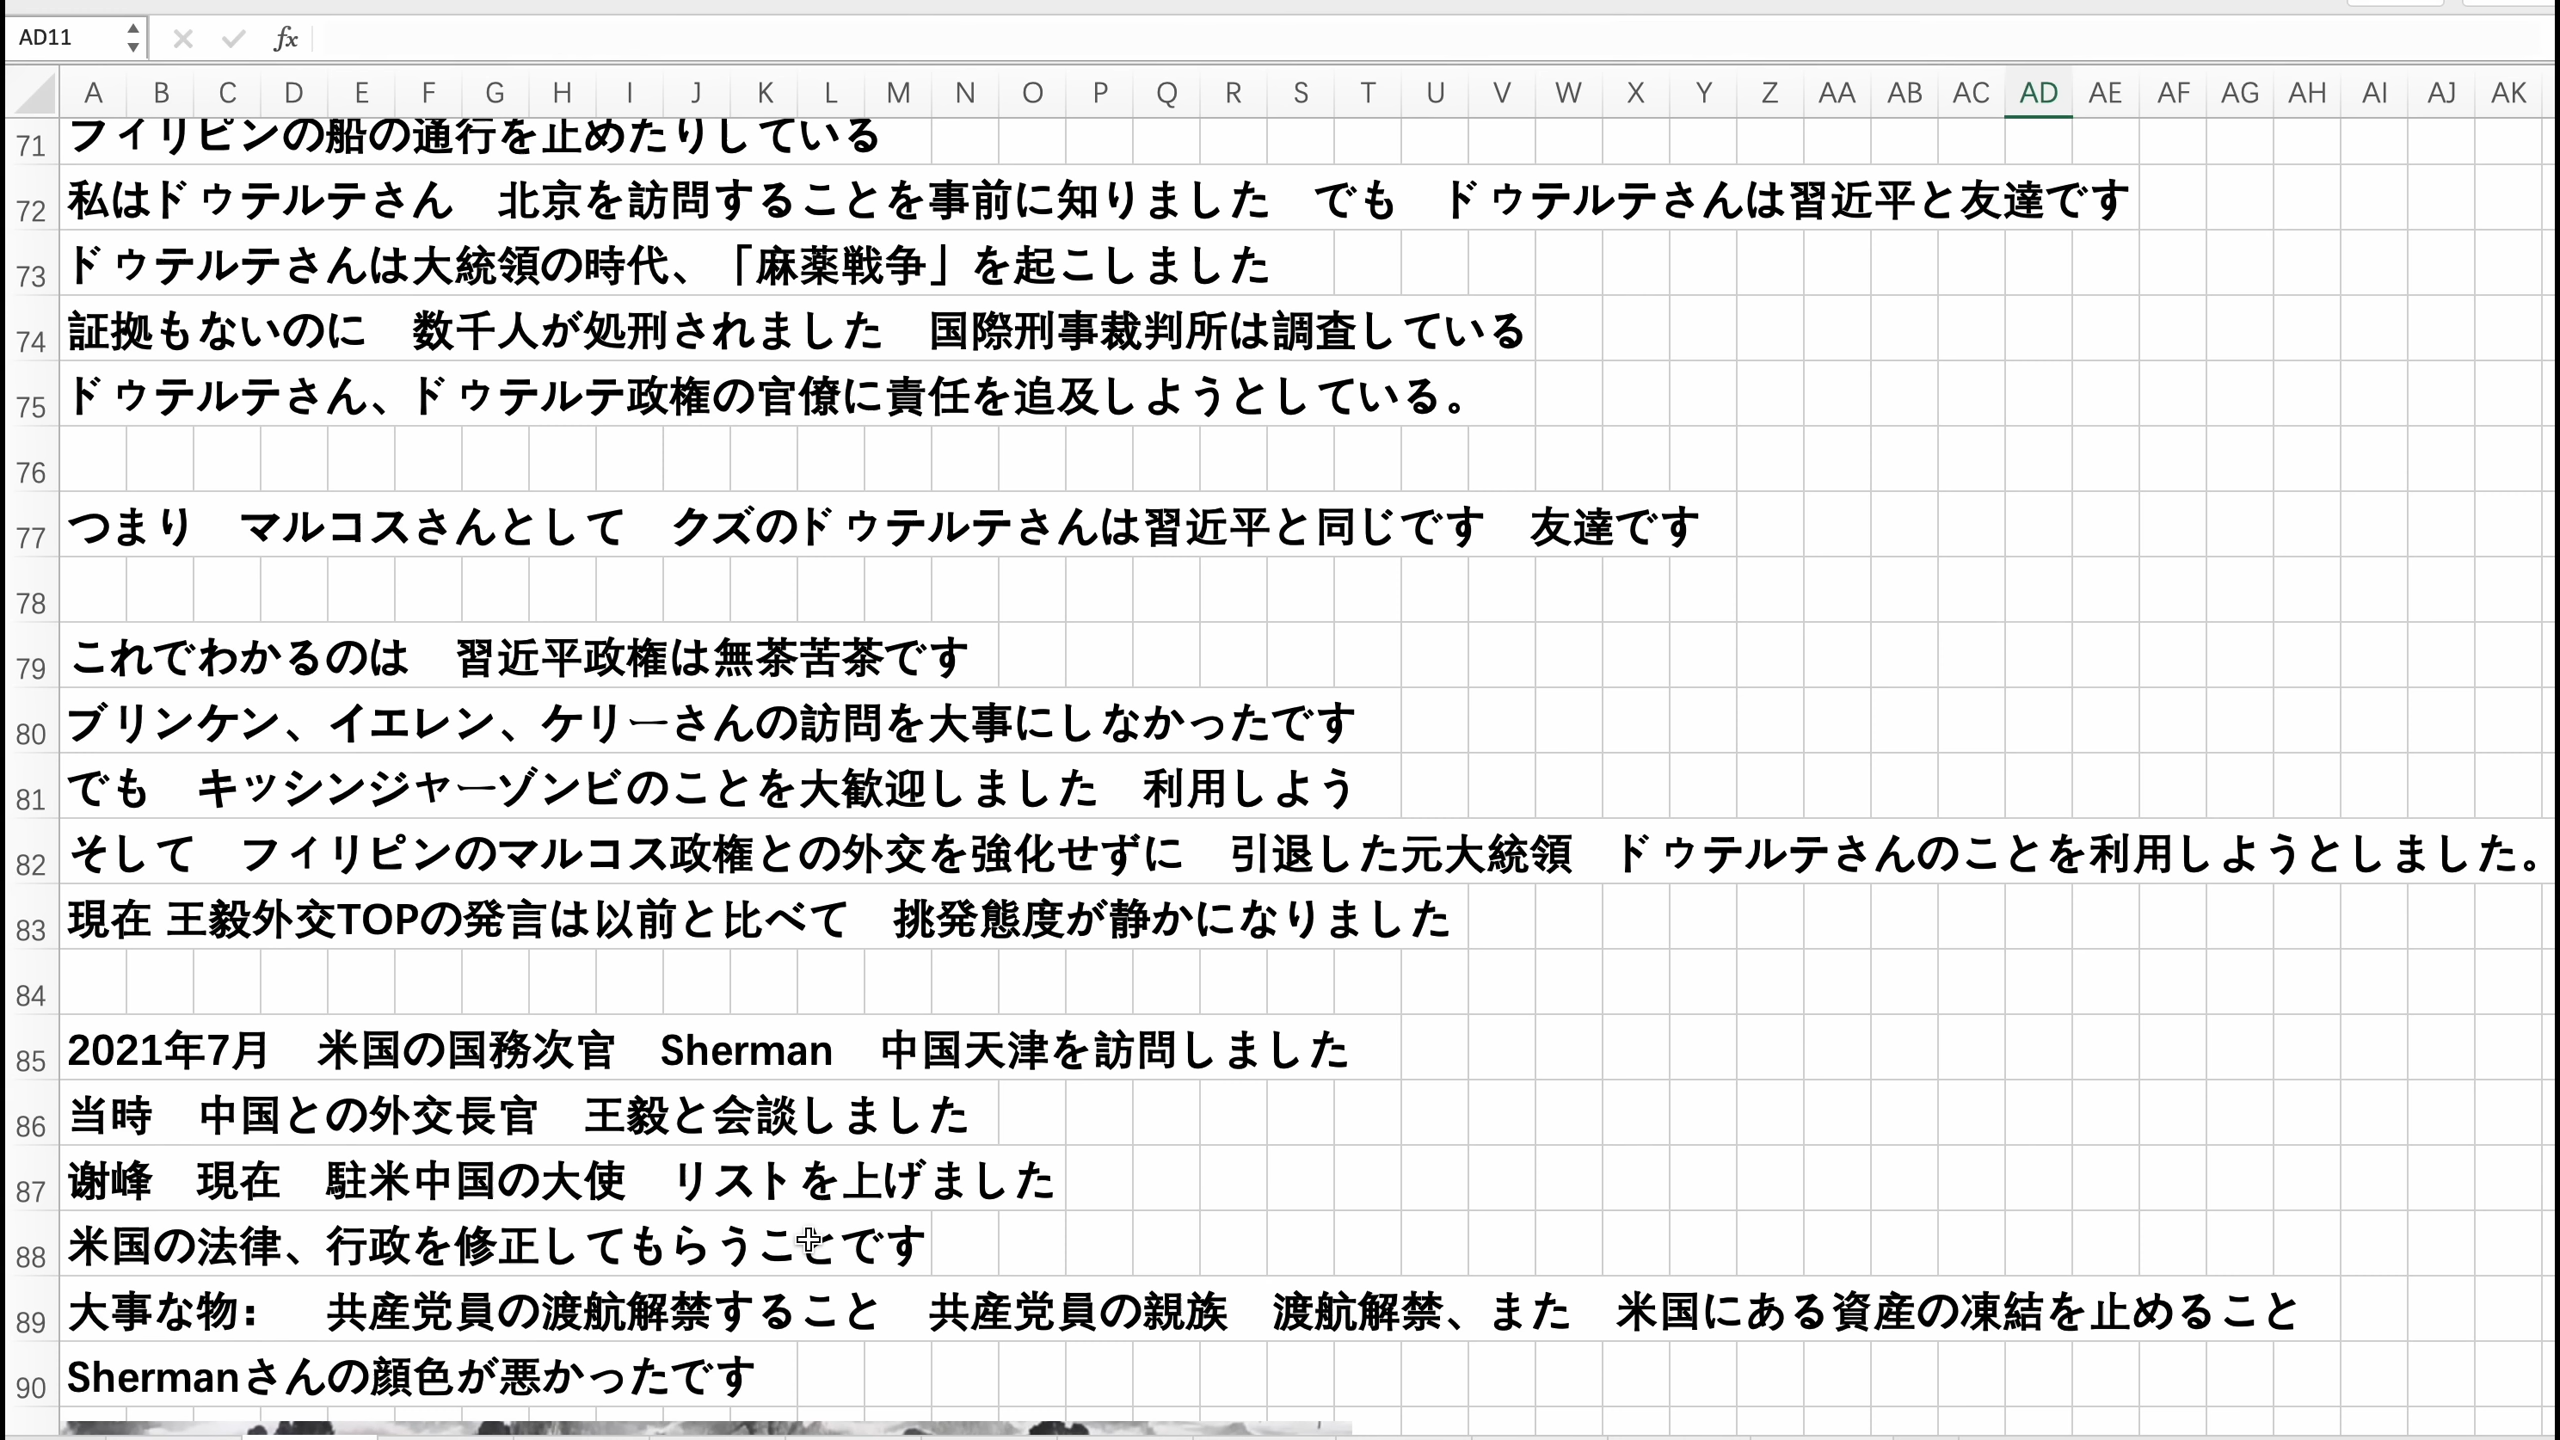 AD11
fx
A B C D E F G H I J K L M N O P Q R S T U V W X Y Z AA AB AC AD AE AF AG AH AI AJ AK
71 フィリピンの船の通行を止めたりしている
72 私はドゥテルテさん　北京を訪問することを事前に知りました　でも　ドゥテルテさんは習近平と友達です
73 ドゥテルテさんは大統領の時代、「麻薬戦争」を起こしました
74 証拠もないのに　数千人が処刑されました　国際刑事裁判所は調査している
75 ドゥテルテさん、ドゥテルテ政権の官僚に責任を追及しようとしている。
76
77 つまり　マルコスさんとして　クズのドゥテルテさんは習近平と同じです　友達です
78
79 これでわかるのは　習近平政権は無茶苦茶です
80 ブリンケン、イエレン、ケリーさんの訪問を大事にしなかったです
81 でも　キッシンジャーゾンビのことを大歓迎しました　利用しよう
82 そして　フィリピンのマルコス政権との外交を強化せずに　引退した元大統領　ドゥテルテさんのことを利用しようとしました。
83 現在 王毅外交TOPの発言は以前と比べて　挑発態度が静かになりました
84
85 2021年7月　米国の国務次官　Sherman　中国天津を訪問しました
86 当時　中国との外交長官　王毅と会談しました
87 谢峰　現在　駐米中国の大使　リストを上げました
88 米国の法律、行政を修正してもらうことです
89 大事な物：　共産党員の渡航解禁すること　共産党員の親族　渡航解禁、また　米国にある資産の凍結を止めること
90 Shermanさんの顔色が悪かったです